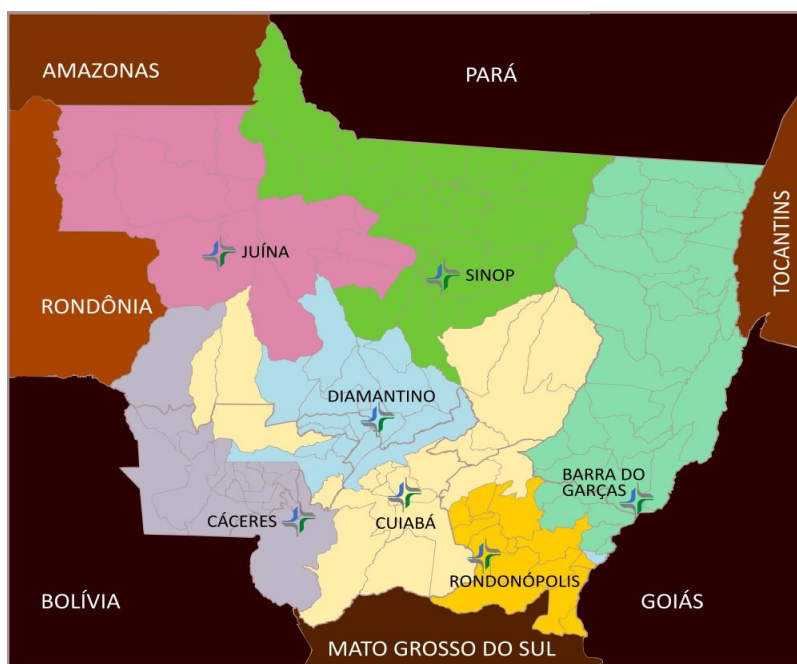 AMAZONAS
PARÁ
TOCANTINS
JUÍNA
SINOP
RONDÔNIA
DIAMANTINO
BARRA DO
GARÇAS
CÁCERES
CUIABÁ
RONDONÓPOLIS
BOLÍVIA
GOIÁS
MATO GROSSO DO SUL